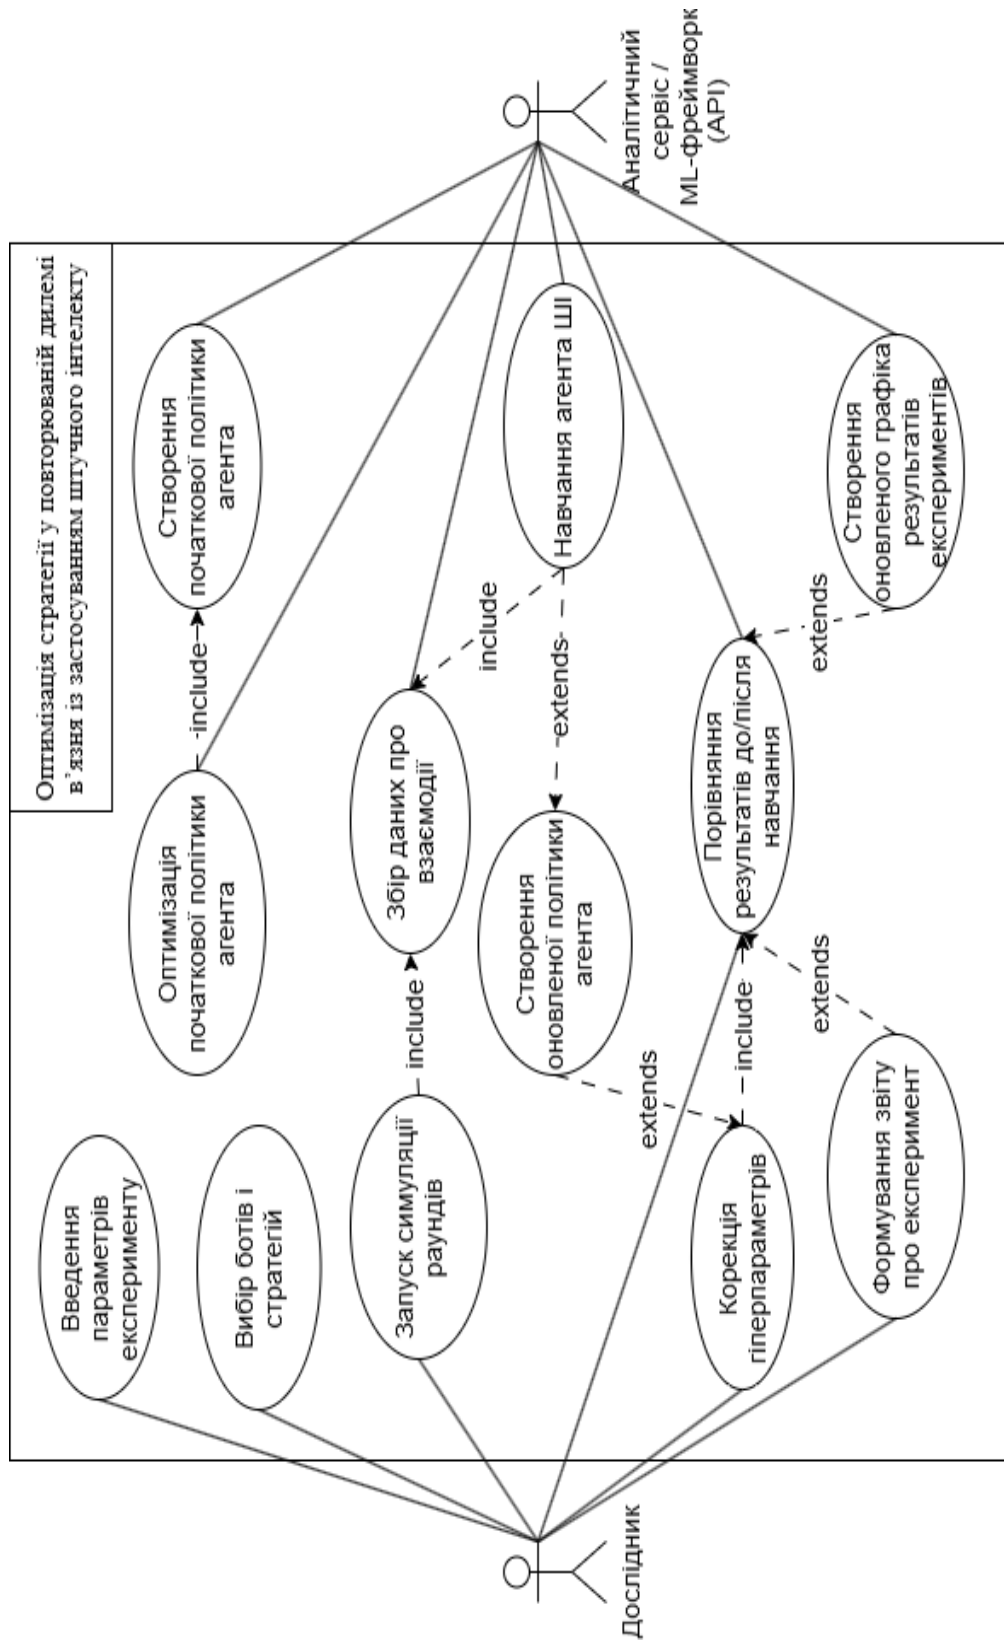 Оптимізація стратегії у повторюваній дилемі
в'язня із застосуванням штучного інтелекту
Введення
параметрів
експерименту
Вибір ботів і
стратегій
Оптимізація
початкової політики
агента
include
Створення
початкової політики
агента
Запуск симуляції
раундів
include
Збір даних про
взаємодії
include
Навчання агента ШІ
extends
Створення
оновленої політики
агента
extends
Корекція
гіперпараметрів
include
Порівняння
результатів до/після
навчання
extends
Формування звіту
про експеримент
extends
Створення
оновленого графіка
результатів
експериментів
Дослідник
Аналітичний
сервіс /
ML-фреймворк
(API)